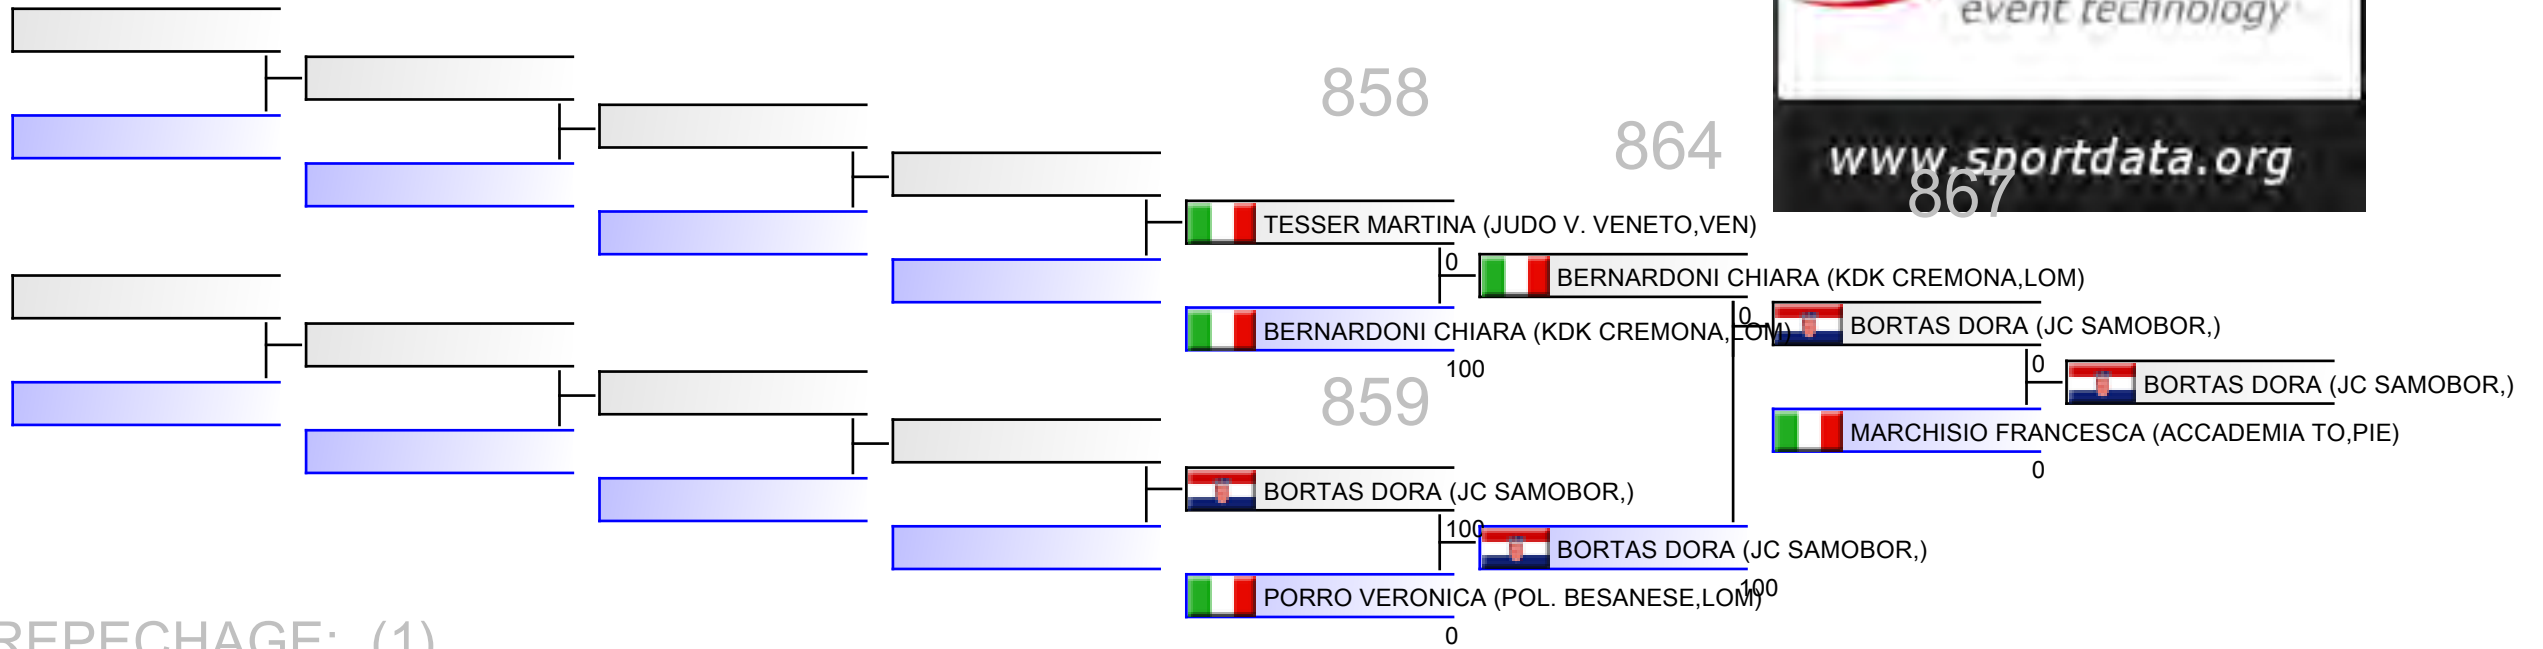 event technology
858
864
www.sportdata.org
867
TESSER MARTINA (JUDO V. VENETO,VEN)
0
BERNARDONI CHIARA (KDK CREMONA,LOM)
0
BORTAS DORA (JC SAMOBOR,)
BERNARDONI CHIARA (KDK CREMONA,LOM)
100
0
BORTAS DORA (JC SAMOBOR,)
859
MARCHISIO FRANCESCA (ACCADEMIA TO,PIE)
0
BORTAS DORA (JC SAMOBOR,)
100
BORTAS DORA (JC SAMOBOR,)
100
PORRO VERONICA (POL. BESANESE,LOM)
0
REPECHAGE: (1)